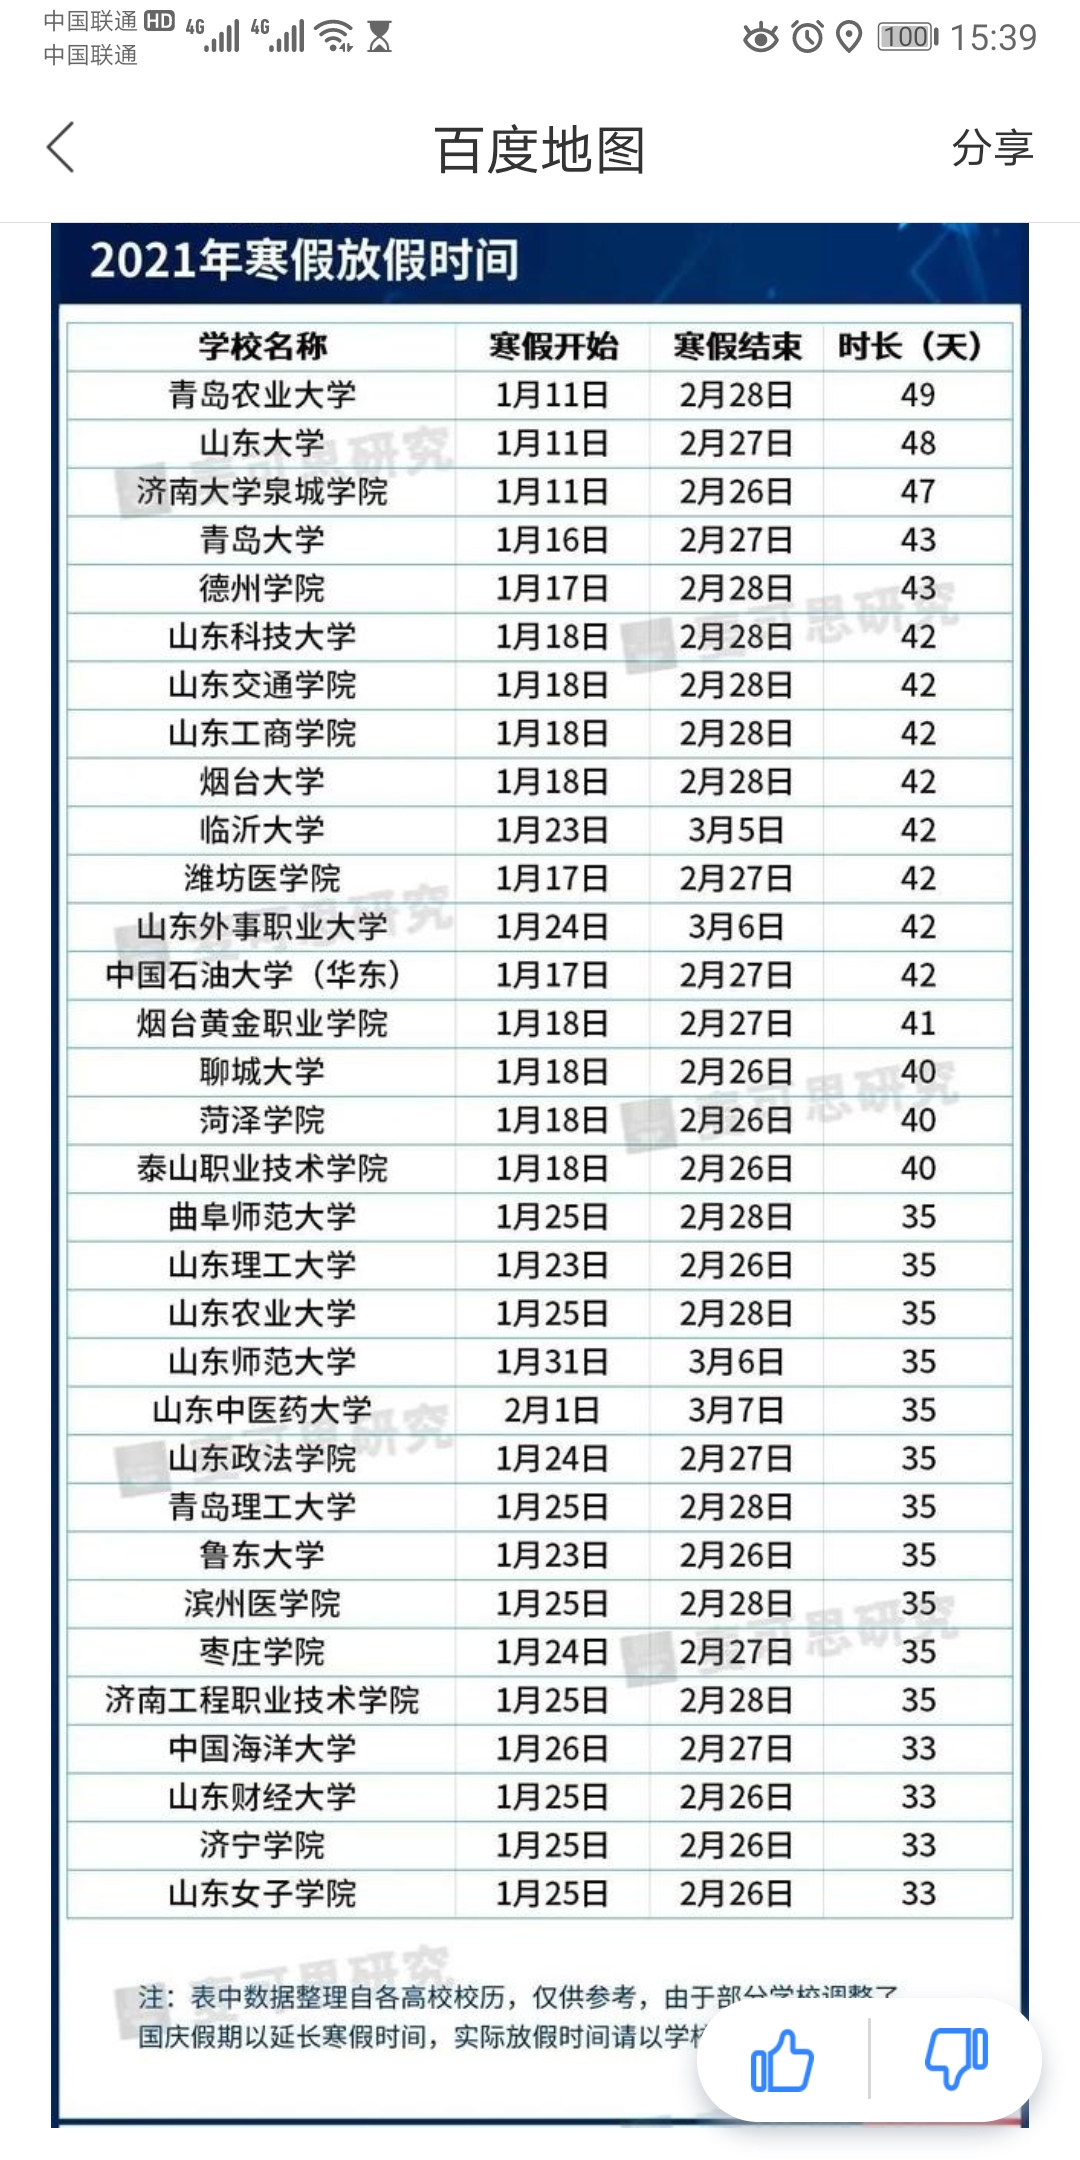 中国联通 HD 4G 4G 100 15:39
中国联通
百度地图 分享
2021年寒假放假时间
学校名称 寒假开始 寒假结束 时长（天）
青岛农业大学 1月11日 2月28日 49
山东大学 1月11日 2月27日 48
济南大学泉城学院 1月11日 2月26日 47
青岛大学 1月16日 2月27日 43
德州学院 1月17日 2月28日 43
山东科技大学 1月18日 2月28日 42
山东交通学院 1月18日 2月28日 42
山东工商学院 1月18日 2月28日 42
烟台大学 1月18日 2月28日 42
临沂大学 1月23日 3月5日 42
潍坊医学院 1月17日 2月27日 42
山东外事职业大学 1月24日 3月6日 42
中国石油大学（华东） 1月17日 2月27日 42
烟台黄金职业学院 1月18日 2月27日 41
聊城大学 1月18日 2月26日 40
菏泽学院 1月18日 2月26日 40
泰山职业技术学院 1月18日 2月26日 40
曲阜师范大学 1月25日 2月28日 35
山东理工大学 1月23日 2月26日 35
山东农业大学 1月25日 2月28日 35
山东师范大学 1月31日 3月6日 35
山东中医药大学 2月1日 3月7日 35
山东政法学院 1月24日 2月27日 35
青岛理工大学 1月25日 2月28日 35
鲁东大学 1月23日 2月26日 35
滨州医学院 1月25日 2月28日 35
枣庄学院 1月24日 2月27日 35
济南工程职业技术学院 1月25日 2月28日 35
中国海洋大学 1月26日 2月27日 33
山东财经大学 1月25日 2月26日 33
济宁学院 1月25日 2月26日 33
山东女子学院 1月25日 2月26日 33
注：表中数据整理自各高校校历，仅供参考，由于部分学校调整了
国庆假期以延长寒假时间，实际放假时间请以学校